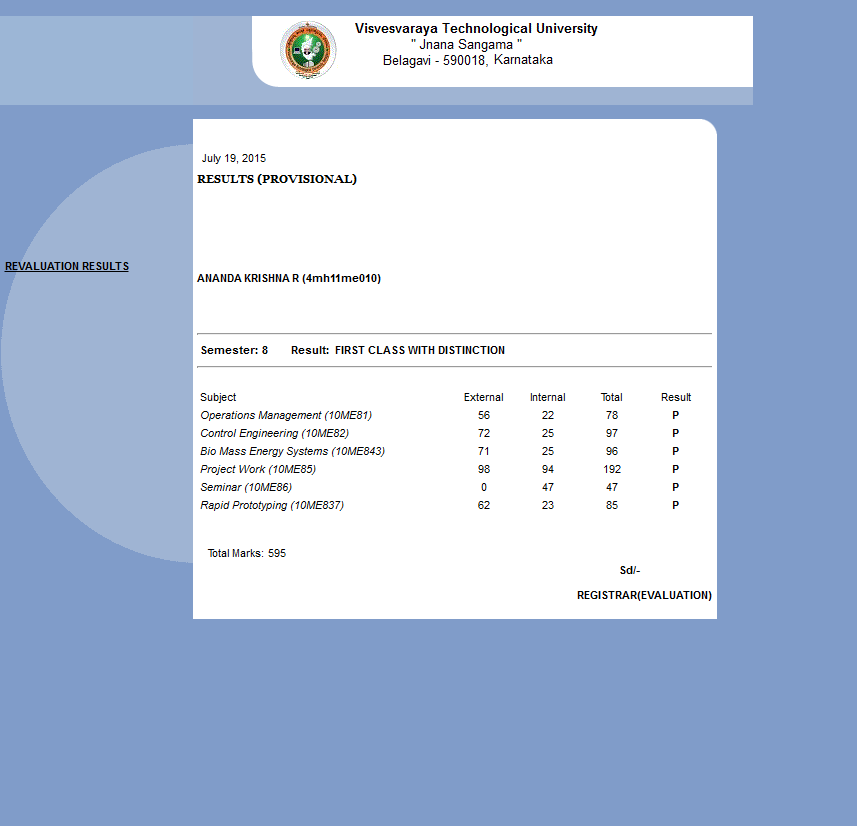 Visvesvaraya Technological University
" Jnana Sangama "
Belagavi - 590018, Karnataka
July 19, 2015
RESULTS (PROVISIONAL)
REVALUATION RESULTS
ANANDA KRISHNA R (4mh11me010)
Semester: 8 Result: FIRST CLASS WITH DISTINCTION
Subject External Internal Total Result
Operations Management (10ME81) 56 22 78 P
Control Engineering (10ME82) 72 25 97 P
Bio Mass Energy Systems (10ME843) 71 25 96 P
Project Work (10ME85) 98 94 192 P
Seminar (10ME86) 0 47 47 P
Rapid Prototyping (10ME837) 62 23 85 P
Total Marks: 595
Sd/-
REGISTRAR(EVALUATION)